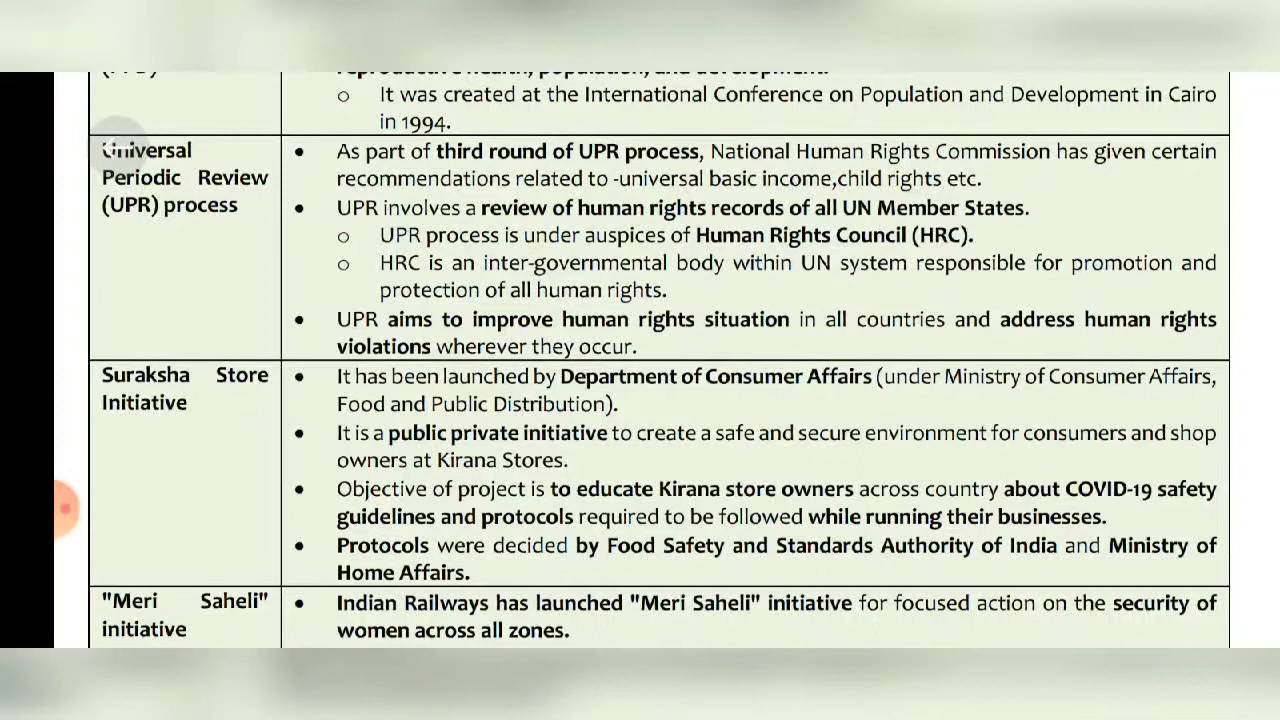 reproductive health, population, and development.
o It was created at the International Conference on Population and Development in Cairo
in 1994.
Universal
Periodic Review
(UPR) process
• As part of third round of UPR process, National Human Rights Commission has given certain
recommendations related to -universal basic income,child rights etc.
• UPR involves a review of human rights records of all UN Member States.
o UPR process is under auspices of Human Rights Council (HRC).
o HRC is an inter-governmental body within UN system responsible for promotion and
protection of all human rights.
• UPR aims to improve human rights situation in all countries and address human rights
violations wherever they occur.
Suraksha Store
Initiative
• It has been launched by Department of Consumer Affairs (under Ministry of Consumer Affairs,
Food and Public Distribution).
• It is a public private initiative to create a safe and secure environment for consumers and shop
owners at Kirana Stores.
• Objective of project is to educate Kirana store owners across country about COVID-19 safety
guidelines and protocols required to be followed while running their businesses.
• Protocols were decided by Food Safety and Standards Authority of India and Ministry of
Home Affairs.
"Meri Saheli"
initiative
• Indian Railways has launched "Meri Saheli" initiative for focused action on the security of
women across all zones.